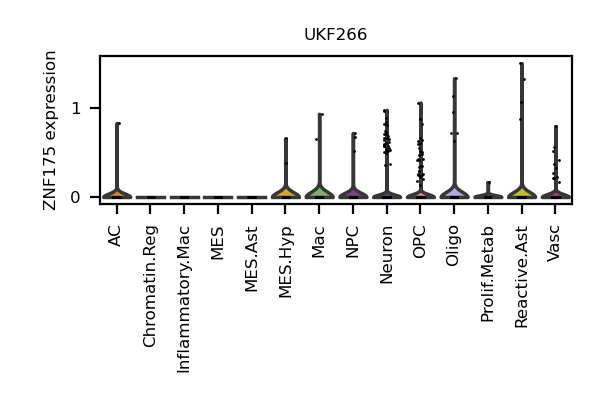 UKF266
ZNF175 expression
1
0
AC
Chromatin.Reg
Inflammatory.Mac
MES
MES.Ast
MES.Hyp
Mac
NPC
Neuron
OPC
Oligo
Prolif.Metab
Reactive.Ast
Vasc